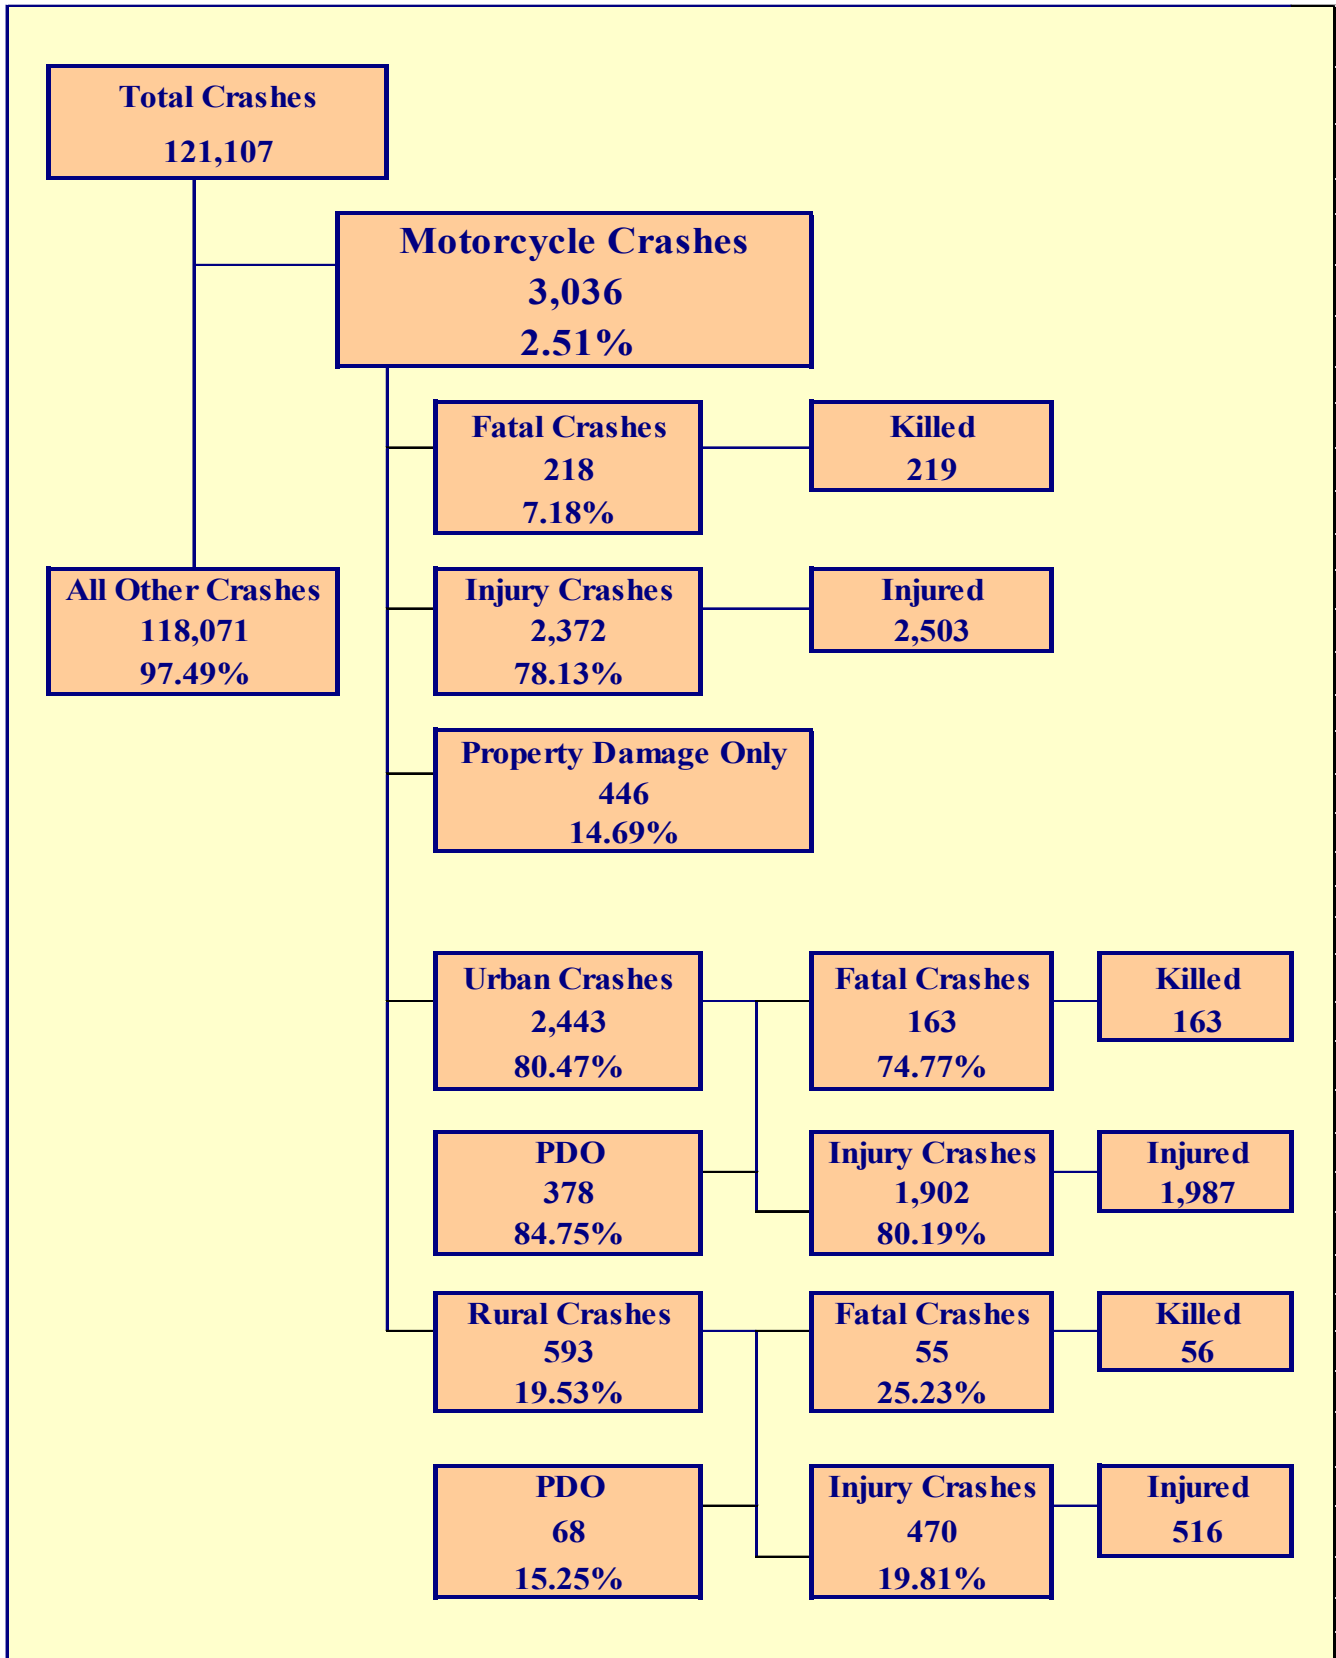 Total Crashes
121,107
Motorcycle Crashes
3,036
2.51%
Fatal Crashes
218
7.18%
Killed
219
All Other Crashes
118,071
97.49%
Injury Crashes
2,372
78.13%
Injured
2,503
Property Damage Only
446
14.69%
Urban Crashes
2,443
80.47%
Fatal Crashes
163
74.77%
Killed
163
PDO
378
84.75%
Injury Crashes
1,902
80.19%
Injured
1,987
Rural Crashes
593
19.53%
Fatal Crashes
55
25.23%
Killed
56
PDO
68
15.25%
Injury Crashes
470
19.81%
Injured
516